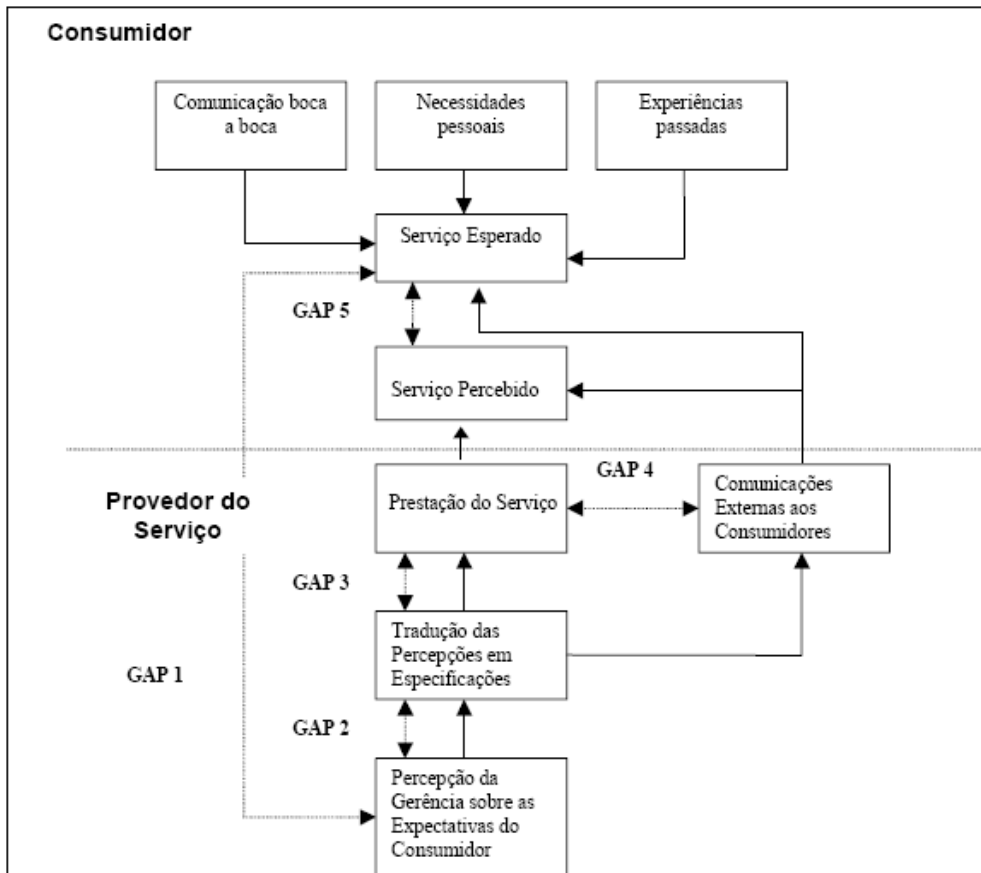 Consumidor
Comunicação boca
a boca
Necessidades
pessoais
Experiências
passadas
Serviço Esperado
GAP 5
Serviço Percebido
GAP 4
Provedor do
Serviço
Prestação do Serviço
Comunicações
Externas aos
Consumidores
GAP 3
Tradução das
Percepções em
Especificações
GAP 1
GAP 2
Percepção da
Gerência sobre as
Expectativas do
Consumidor